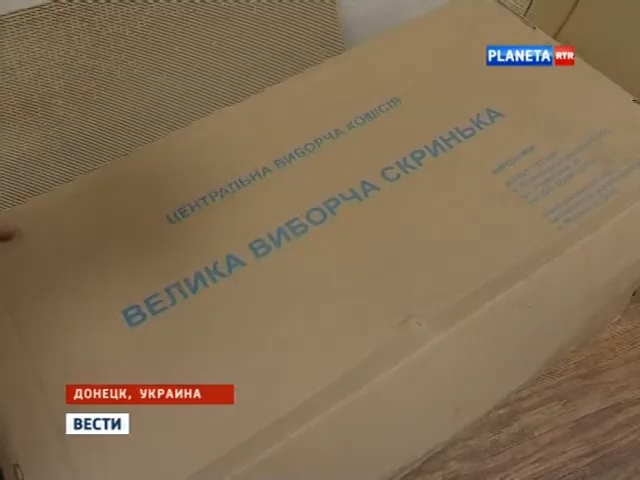 PLANETA RTR
ЦЕНТРАЛЬНА ВИБОРЧА КОМІСІЯ
ВЕЛИКА ВИБОРЧА СКРИНЬКА
ДОНЕЦК, УКРАИНА
ВЕСТИ